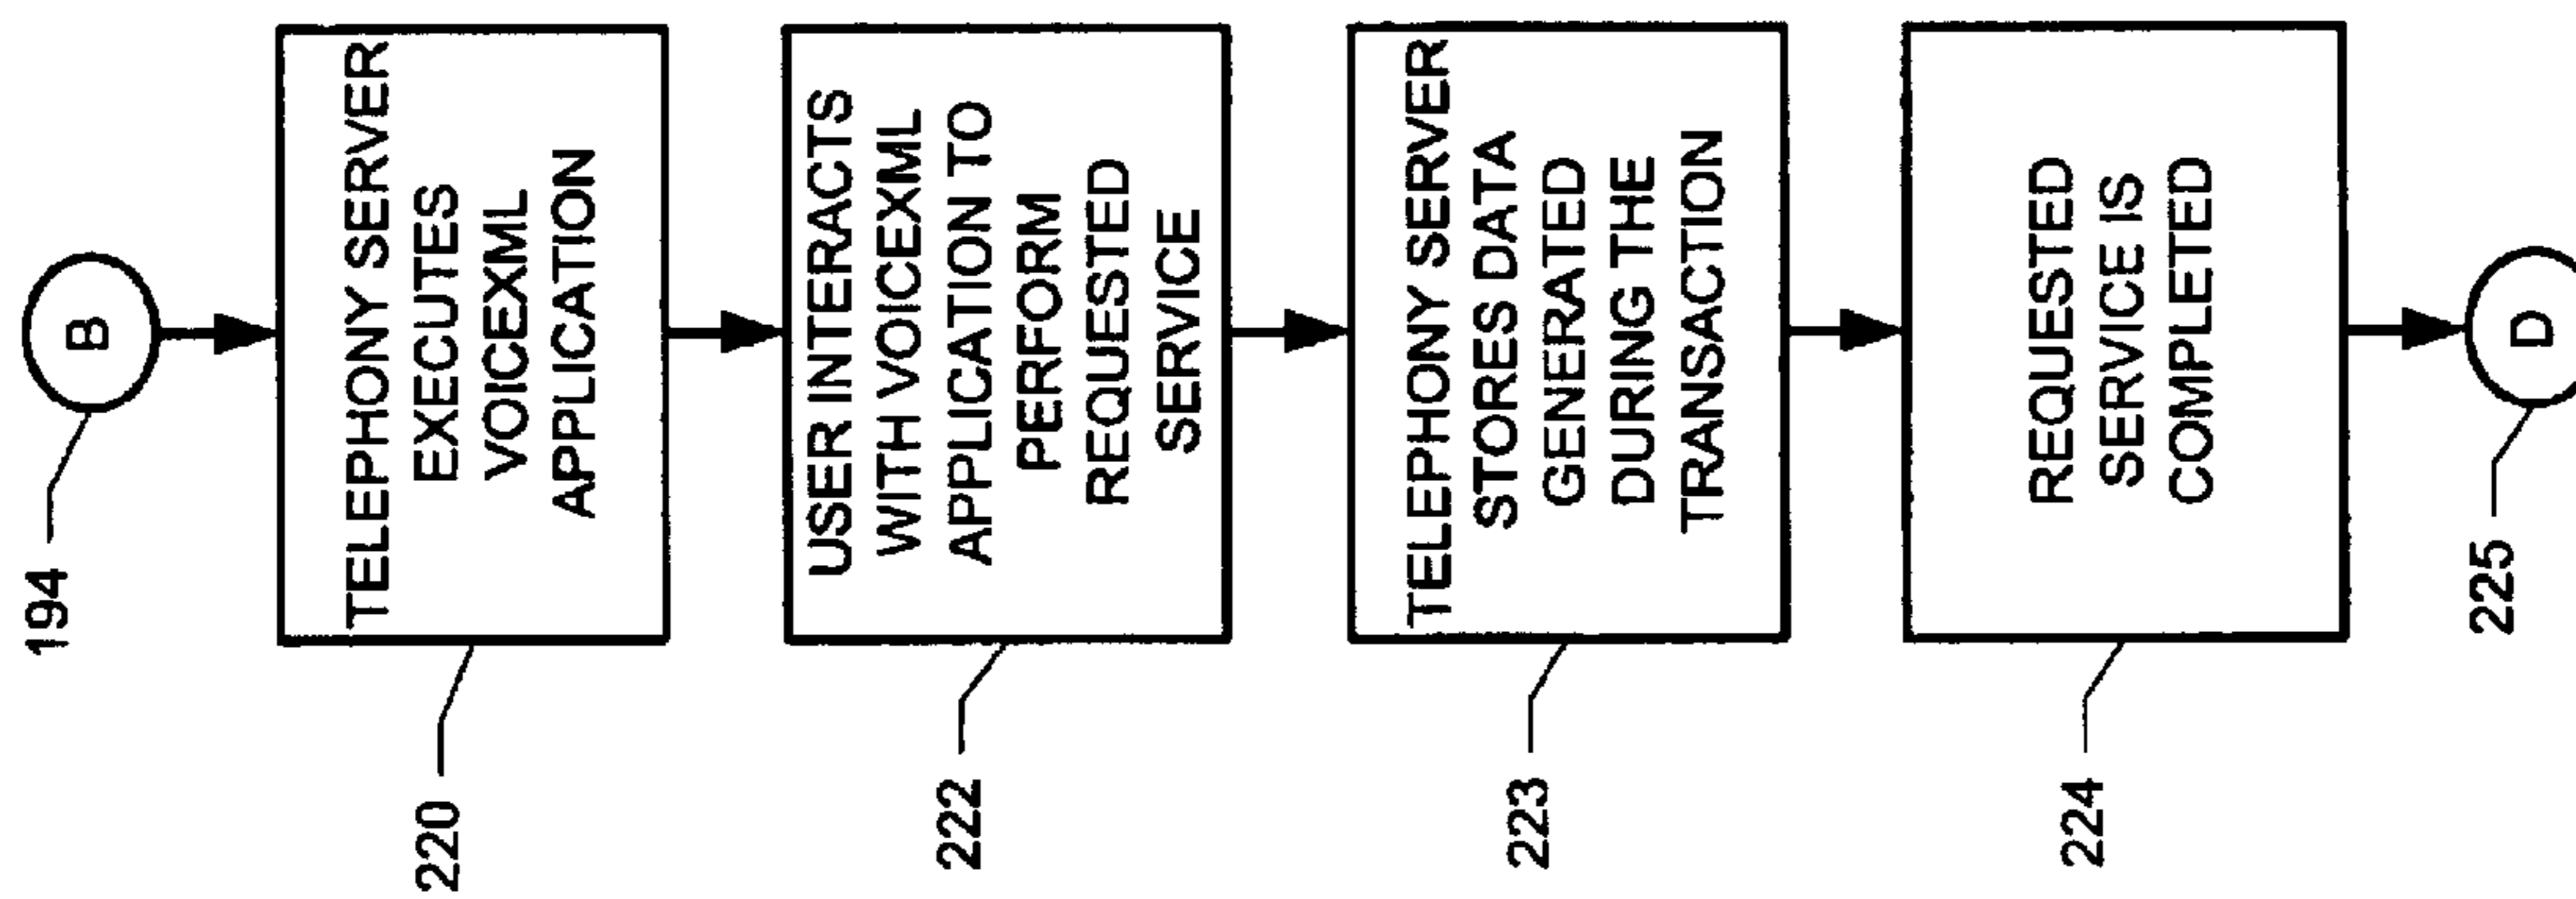 B
194
TELEPHONY SERVER
EXECUTES
VOICEXML
APPLICATION
220
USER INTERACTS
WITH VOICEXML
APPLICATION TO
PERFORM
REQUESTED
SERVICE
222
TELEPHONY SERVER
STORES DATA
GENERATED
DURING THE
TRANSACTION
223
REQUESTED
SERVICE IS
COMPLETED
224
D
225